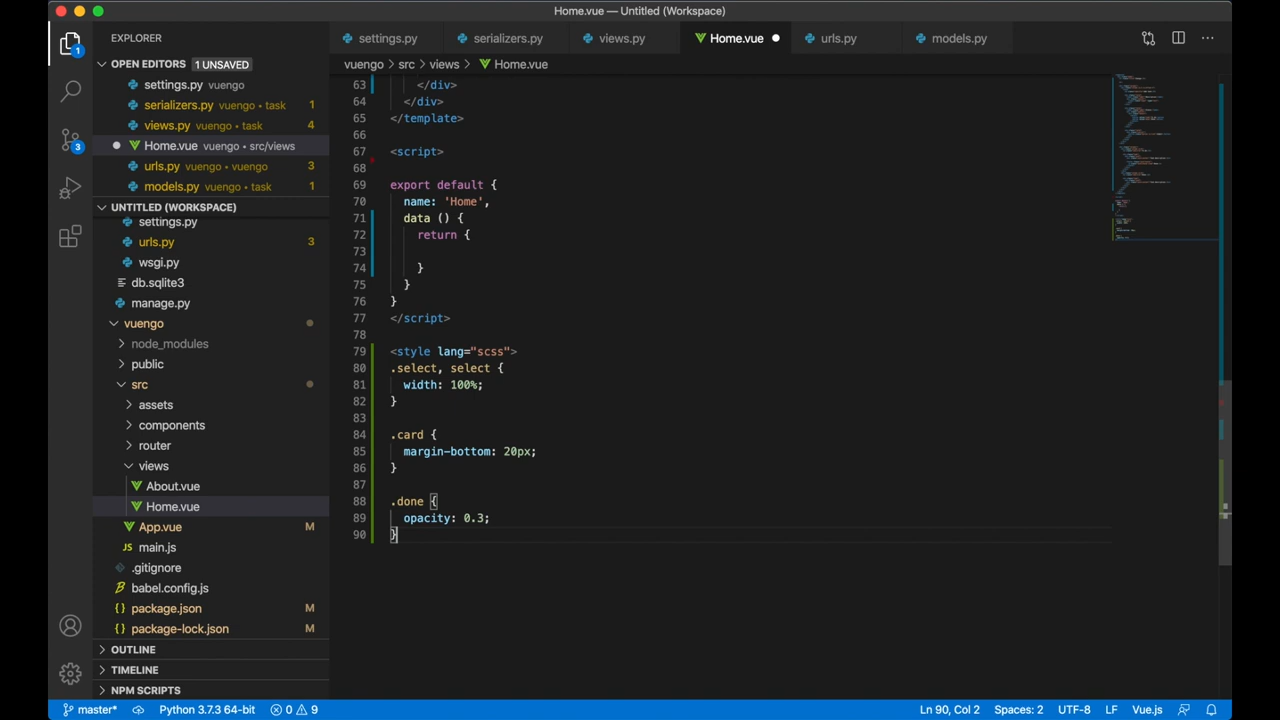 Home.vue — Untitled (Workspace)
EXPLORER
settings.py
serializers.py
views.py
Home.vue
urls.py
models.py
OPEN EDITORS 1 UNSAVED
vuengo > src > views > Home.vue
settings.py vuengo
serializers.py vuengo • task 1
views.py vuengo • task 4
Home.vue vuengo • src/views
urls.py vuengo • vuengo 3
models.py vuengo • task 1
UNTITLED (WORKSPACE)
settings.py
urls.py 3
wsgi.py
db.sqlite3
manage.py
vuengo
node_modules
public
src
assets
components
router
views
About.vue
Home.vue
App.vue M
main.js
.gitignore
babel.config.js
package.json M
package-lock.json M
OUTLINE
TIMELINE
NPM SCRIPTS
1
3
63 </div>
64 </div>
65 </template>
66
67 <script>
68
69 export default {
70 name: 'Home',
71 data () {
72 return {
73
74 }
75 }
76 }
77 </script>
78
79 <style lang="scss">
80 .select, select {
81 width: 100%;
82 }
83
84 .card {
85 margin-bottom: 20px;
86 }
87
88 .done {
89 opacity: 0.3;
90 }
master* Python 3.7.3 64-bit 0 9 Ln 90, Col 2 Spaces: 2 UTF-8 LF Vue.js